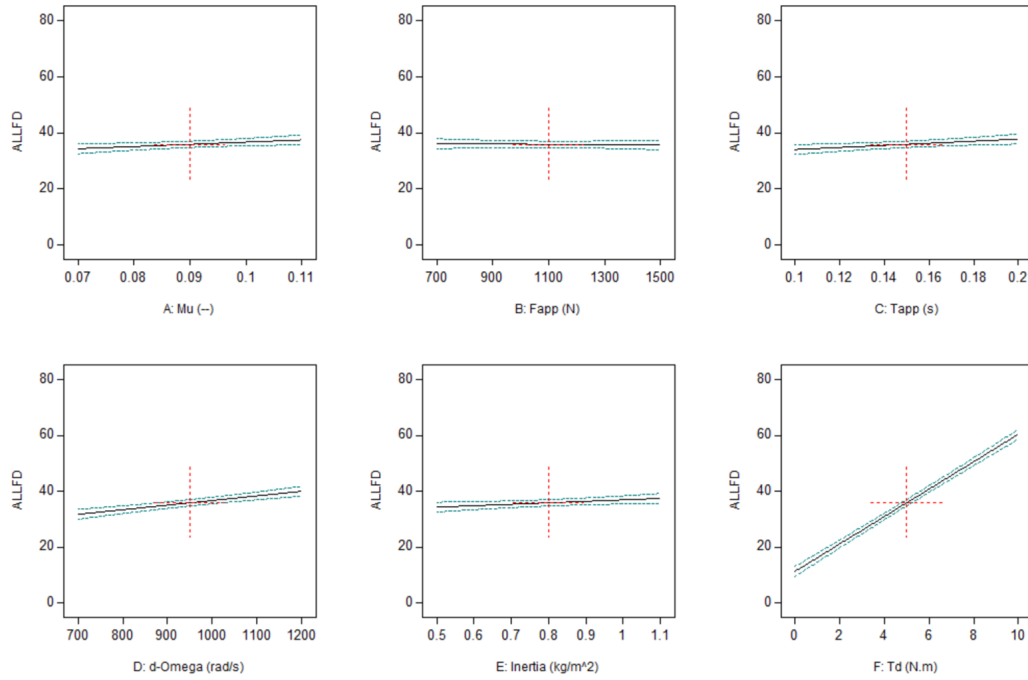 80
60
40
20
0
ALLFD
0.07 0.08 0.09 0.1 0.11
A: Mu (--)
80
60
40
20
0
ALLFD
700 900 1100 1300 1500
B: Fapp (N)
80
60
40
20
0
ALLFD
0.1 0.12 0.14 0.16 0.18 0.2
C: Tapp (s)
80
60
40
20
0
ALLFD
700 800 900 1000 1100 1200
D: d-Omega (rad/s)
80
60
40
20
0
ALLFD
0.5 0.6 0.7 0.8 0.9 1 1.1
E: Inertia (kg/m^2)
80
60
40
20
0
ALLFD
0 2 4 6 8 10
F: Td (N.m)